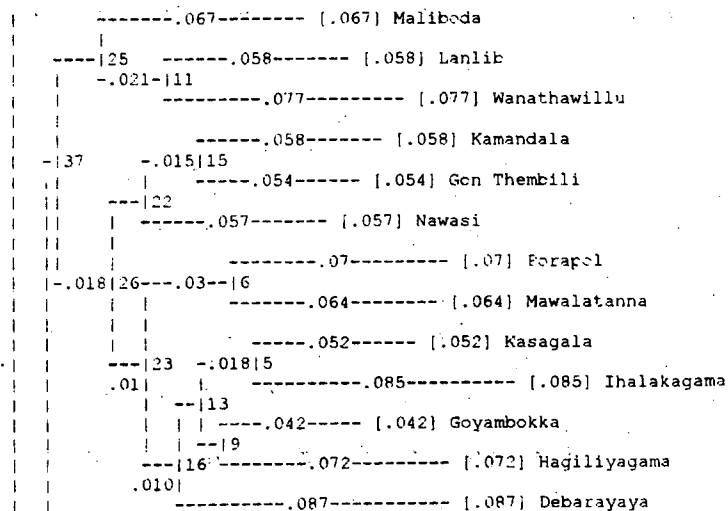 -------.067--------- [.067] Maliboda
----|25 ------.058------- [.058] Lanlib
-.021-|11
---------.077---------- [.077] Wanathawillu
------.058------- [.058] Kamandala
-|37 -.015|15
-----.054------ [.054] Gon Thembili
---|22
------.057------- [.057] Nawasi
--------.07--------- [.07] Porapol
|-.018|26---.03--|6
-------.064-------- [.064] Mawalatanna
-----.052------ [.052] Kasagala
---|23 -.018|5
.01| ----------.085---------- [.085] Ihalakagama
--|13
----.042----- [.042] Goyambokka
--|9
---|16 -------.072--------- [.072] Hagiliyagama
.010|
---------.087----------- [.087] Debarayaya